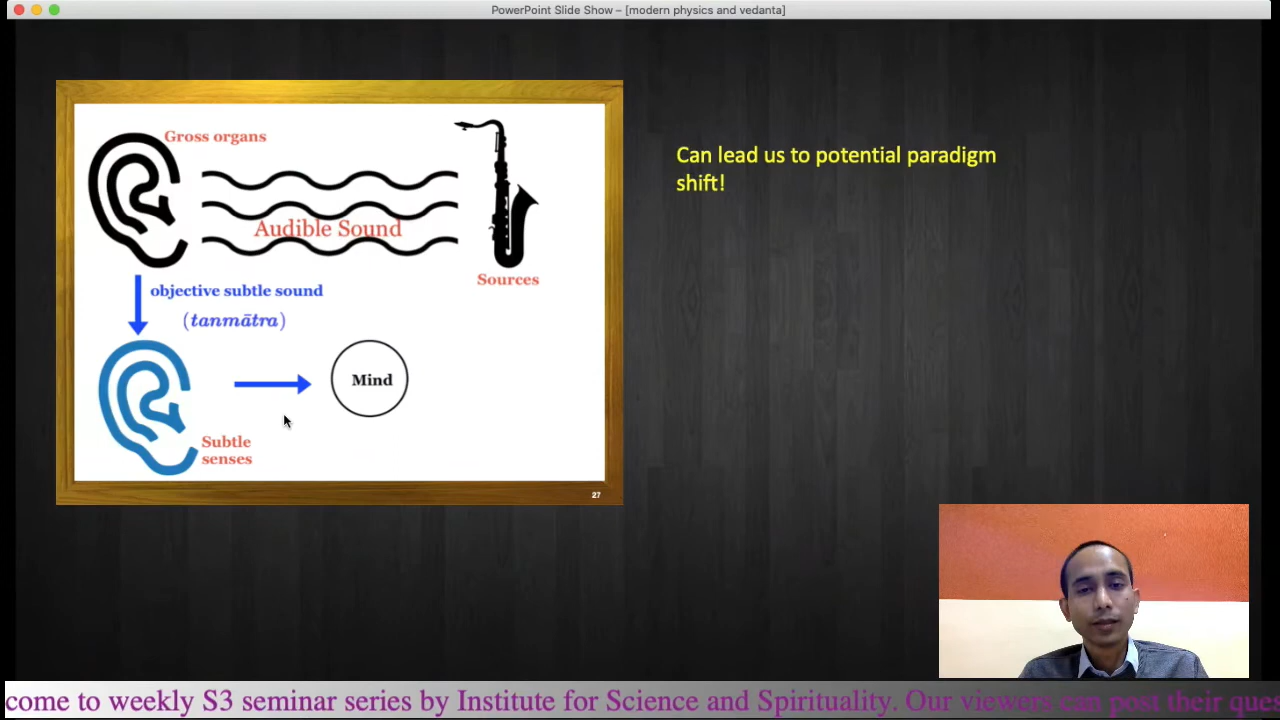 PowerPoint Slide Show – [modern physics and vedanta]
Gross organs
Audible Sound
Sources
objective subtle sound
(tanmātra)
Mind
Subtle
senses
27
Can lead us to potential paradigm
shift!
come to weekly S3 seminar series by Institute for Science and Spirituality. Our viewers can post their ques